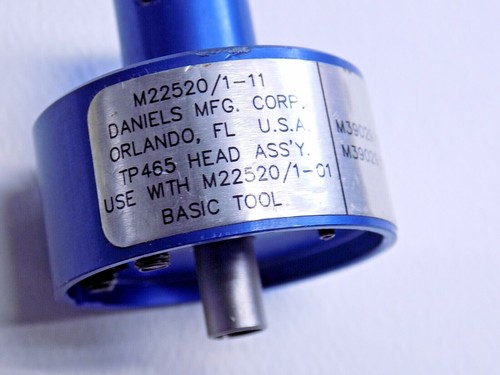 M22520/1-11
DANIELS MFG. CORP.
ORLANDO, FL U.S.A.
TP465 HEAD ASS'Y.
USE WITH M22520/1-01
BASIC TOOL